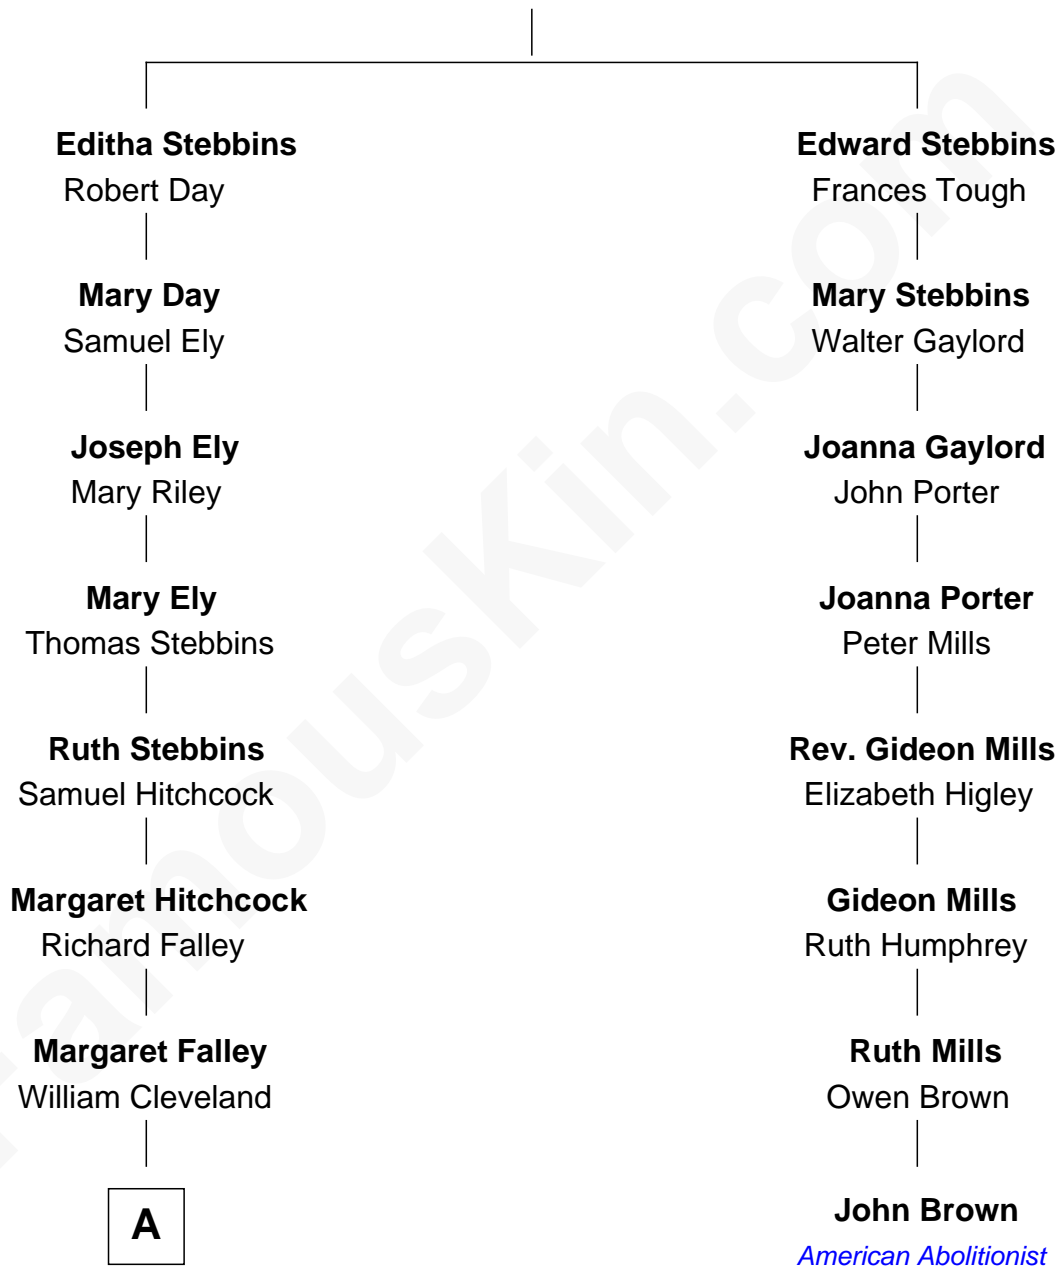 Editha Stebbins
Robert Day
Edward Stebbins
Frances Tough
Mary Day
Samuel Ely
Mary Stebbins
Walter Gaylord
Joseph Ely
Mary Riley
Joanna Gaylord
John Porter
Mary Ely
Thomas Stebbins
Joanna Porter
Peter Mills
Ruth Stebbins
Samuel Hitchcock
Rev. Gideon Mills
Elizabeth Higley
Margaret Hitchcock
Richard Falley
Gideon Mills
Ruth Humphrey
Margaret Falley
William Cleveland
Ruth Mills
Owen Brown
A
John Brown
American Abolitionist
FamousKin.com